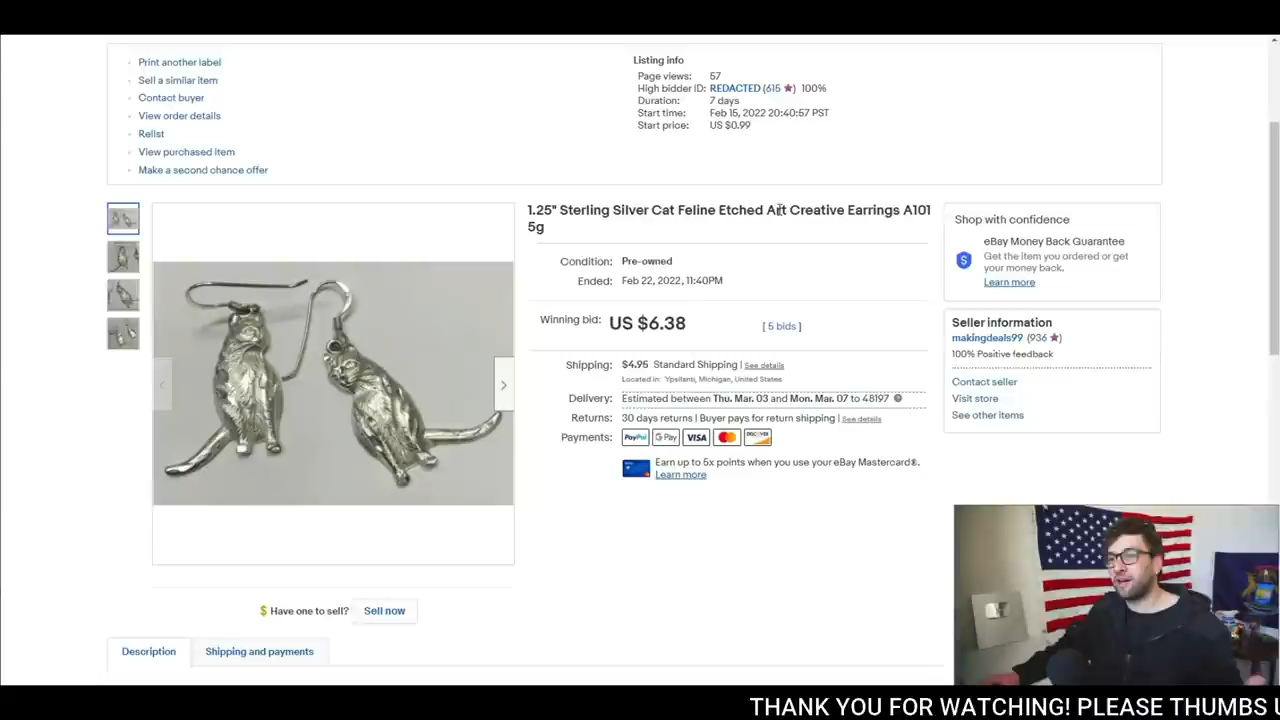 Print another label
Sell a similar item
Contact buyer
View order details
Relist
View purchased item
Make a second chance offer
Listing info
Page views: 57
High bidder ID: REDACTED (615 ★) 100%
Duration: 7 days
Start time: Feb 15, 2022 20:40:57 PST
Start price: US $0.99
1.25" Sterling Silver Cat Feline Etched Art Creative Earrings A101
5g
Condition: Pre-owned
Ended: Feb 22, 2022, 11:40PM
Winning bid: US $6.38 [ 5 bids ]
Shipping: $4.95 Standard Shipping | See details
Located in: Ypsilanti, Michigan, United States
Delivery: Estimated between Thu. Mar. 03 and Mon. Mar. 07 to 48197
Returns: 30 days returns | Buyer pays for return shipping | See details
Payments: PayPal G Pay VISA MasterCard DISCOVER
Earn up to 5x points when you use your eBay Mastercard®.
Learn more
Shop with confidence
eBay Money Back Guarantee
Get the item you ordered or get
your money back.
Learn more
Seller information
makingdeals99 (936 ★)
100% Positive feedback
Contact seller
Visit store
See other items
$ Have one to sell? Sell now
Description
Shipping and payments
THANK YOU FOR WATCHING! PLEASE THUMBS U